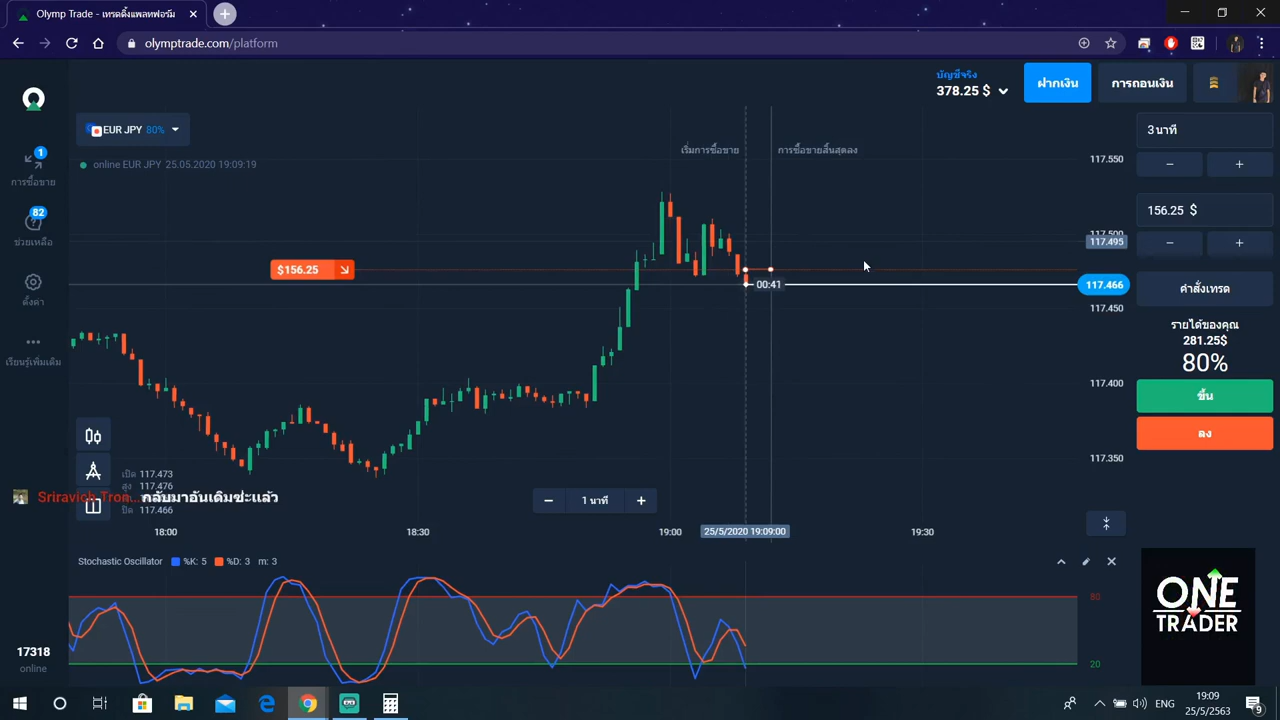 Olymp Trade - เทรดดิ้งแพลทฟอร์ม
olymptrade.com/platform
บัญชีจริง
378.25 $
ฝากเงิน
การถอนเงิน
EUR JPY 80%
online EUR JPY 25.05.2020 19:09:19
เริ่มการซื้อขาย
การซื้อขายสิ้นสุดลง
1
การซื้อขาย
82
ช่วยเหลือ
ตั้งค่า
เรียนรู้เพิ่มเติม
3 นาที
156.25 $
คำสั่งเทรด
รายได้ของคุณ
281.25$
80%
ขึ้น
ลง
117.550
117.500
117.495
117.466
117.450
117.400
117.350
$156.25
00:41
เปิด 117.473
สูง 117.476
117.466
ปิด 117.466
Sriravich Tron... กลับมาอันเดิมซะแล้ว
1 นาที
18:00
18:30
19:00
25/5/2020 19:09:00
19:30
Stochastic Oscillator %K: 5 %D: 3 m: 3
80
20
ONE
TRADER
17318
online
ENG
19:09
25/5/2563
9